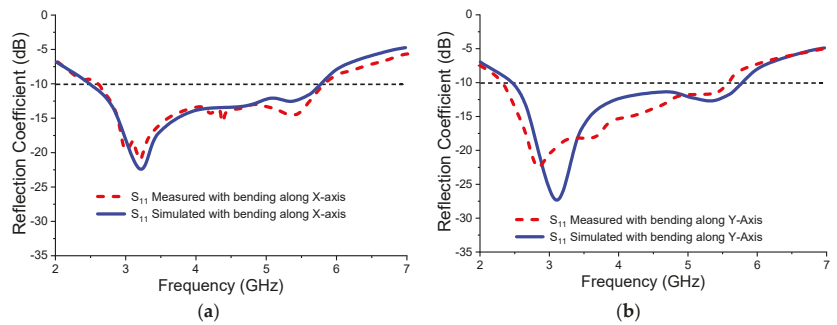 0
-5
-10
-15
-20
-25
-30
-35
Reflection Coefficient (dB)
S₁₁ Measured with bending along X-axis
S₁₁ Simulated with bending along X-axis
2 3 4 5 6 7
Frequency (GHz)
(a)
0
-5
-10
-15
-20
-25
-30
-35
Reflection Coefficient (dB)
S₁₁ Measured with bending along Y-Axis
S₁₁ Simulated with bending along Y-Axis
2 3 4 5 6 7
Frequency (GHz)
(b)